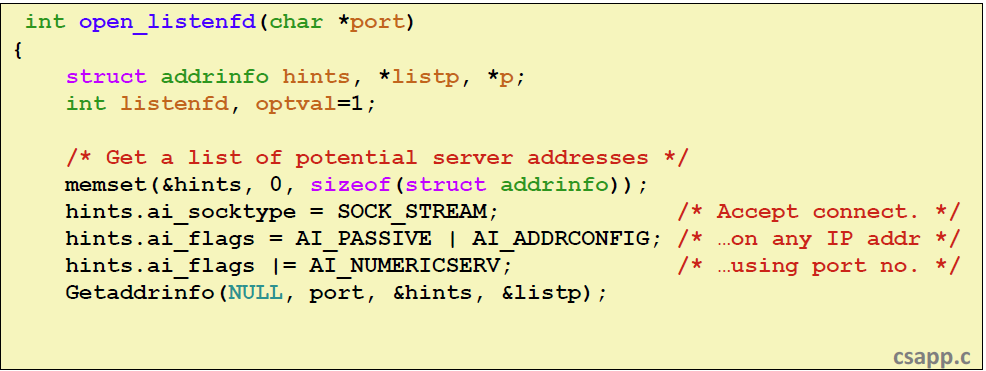 int open_listenfd(char *port)
{
    struct addrinfo hints, *listp, *p;
    int listenfd, optval=1;

    /* Get a list of potential server addresses */
    memset(&hints, 0, sizeof(struct addrinfo));
    hints.ai_socktype = SOCK_STREAM;             /* Accept connect. */
    hints.ai_flags = AI_PASSIVE | AI_ADDRCONFIG; /* …on any IP addr */
    hints.ai_flags |= AI_NUMERICSERV;            /* …using port no. */
    Getaddrinfo(NULL, port, &hints, &listp);
csapp.c